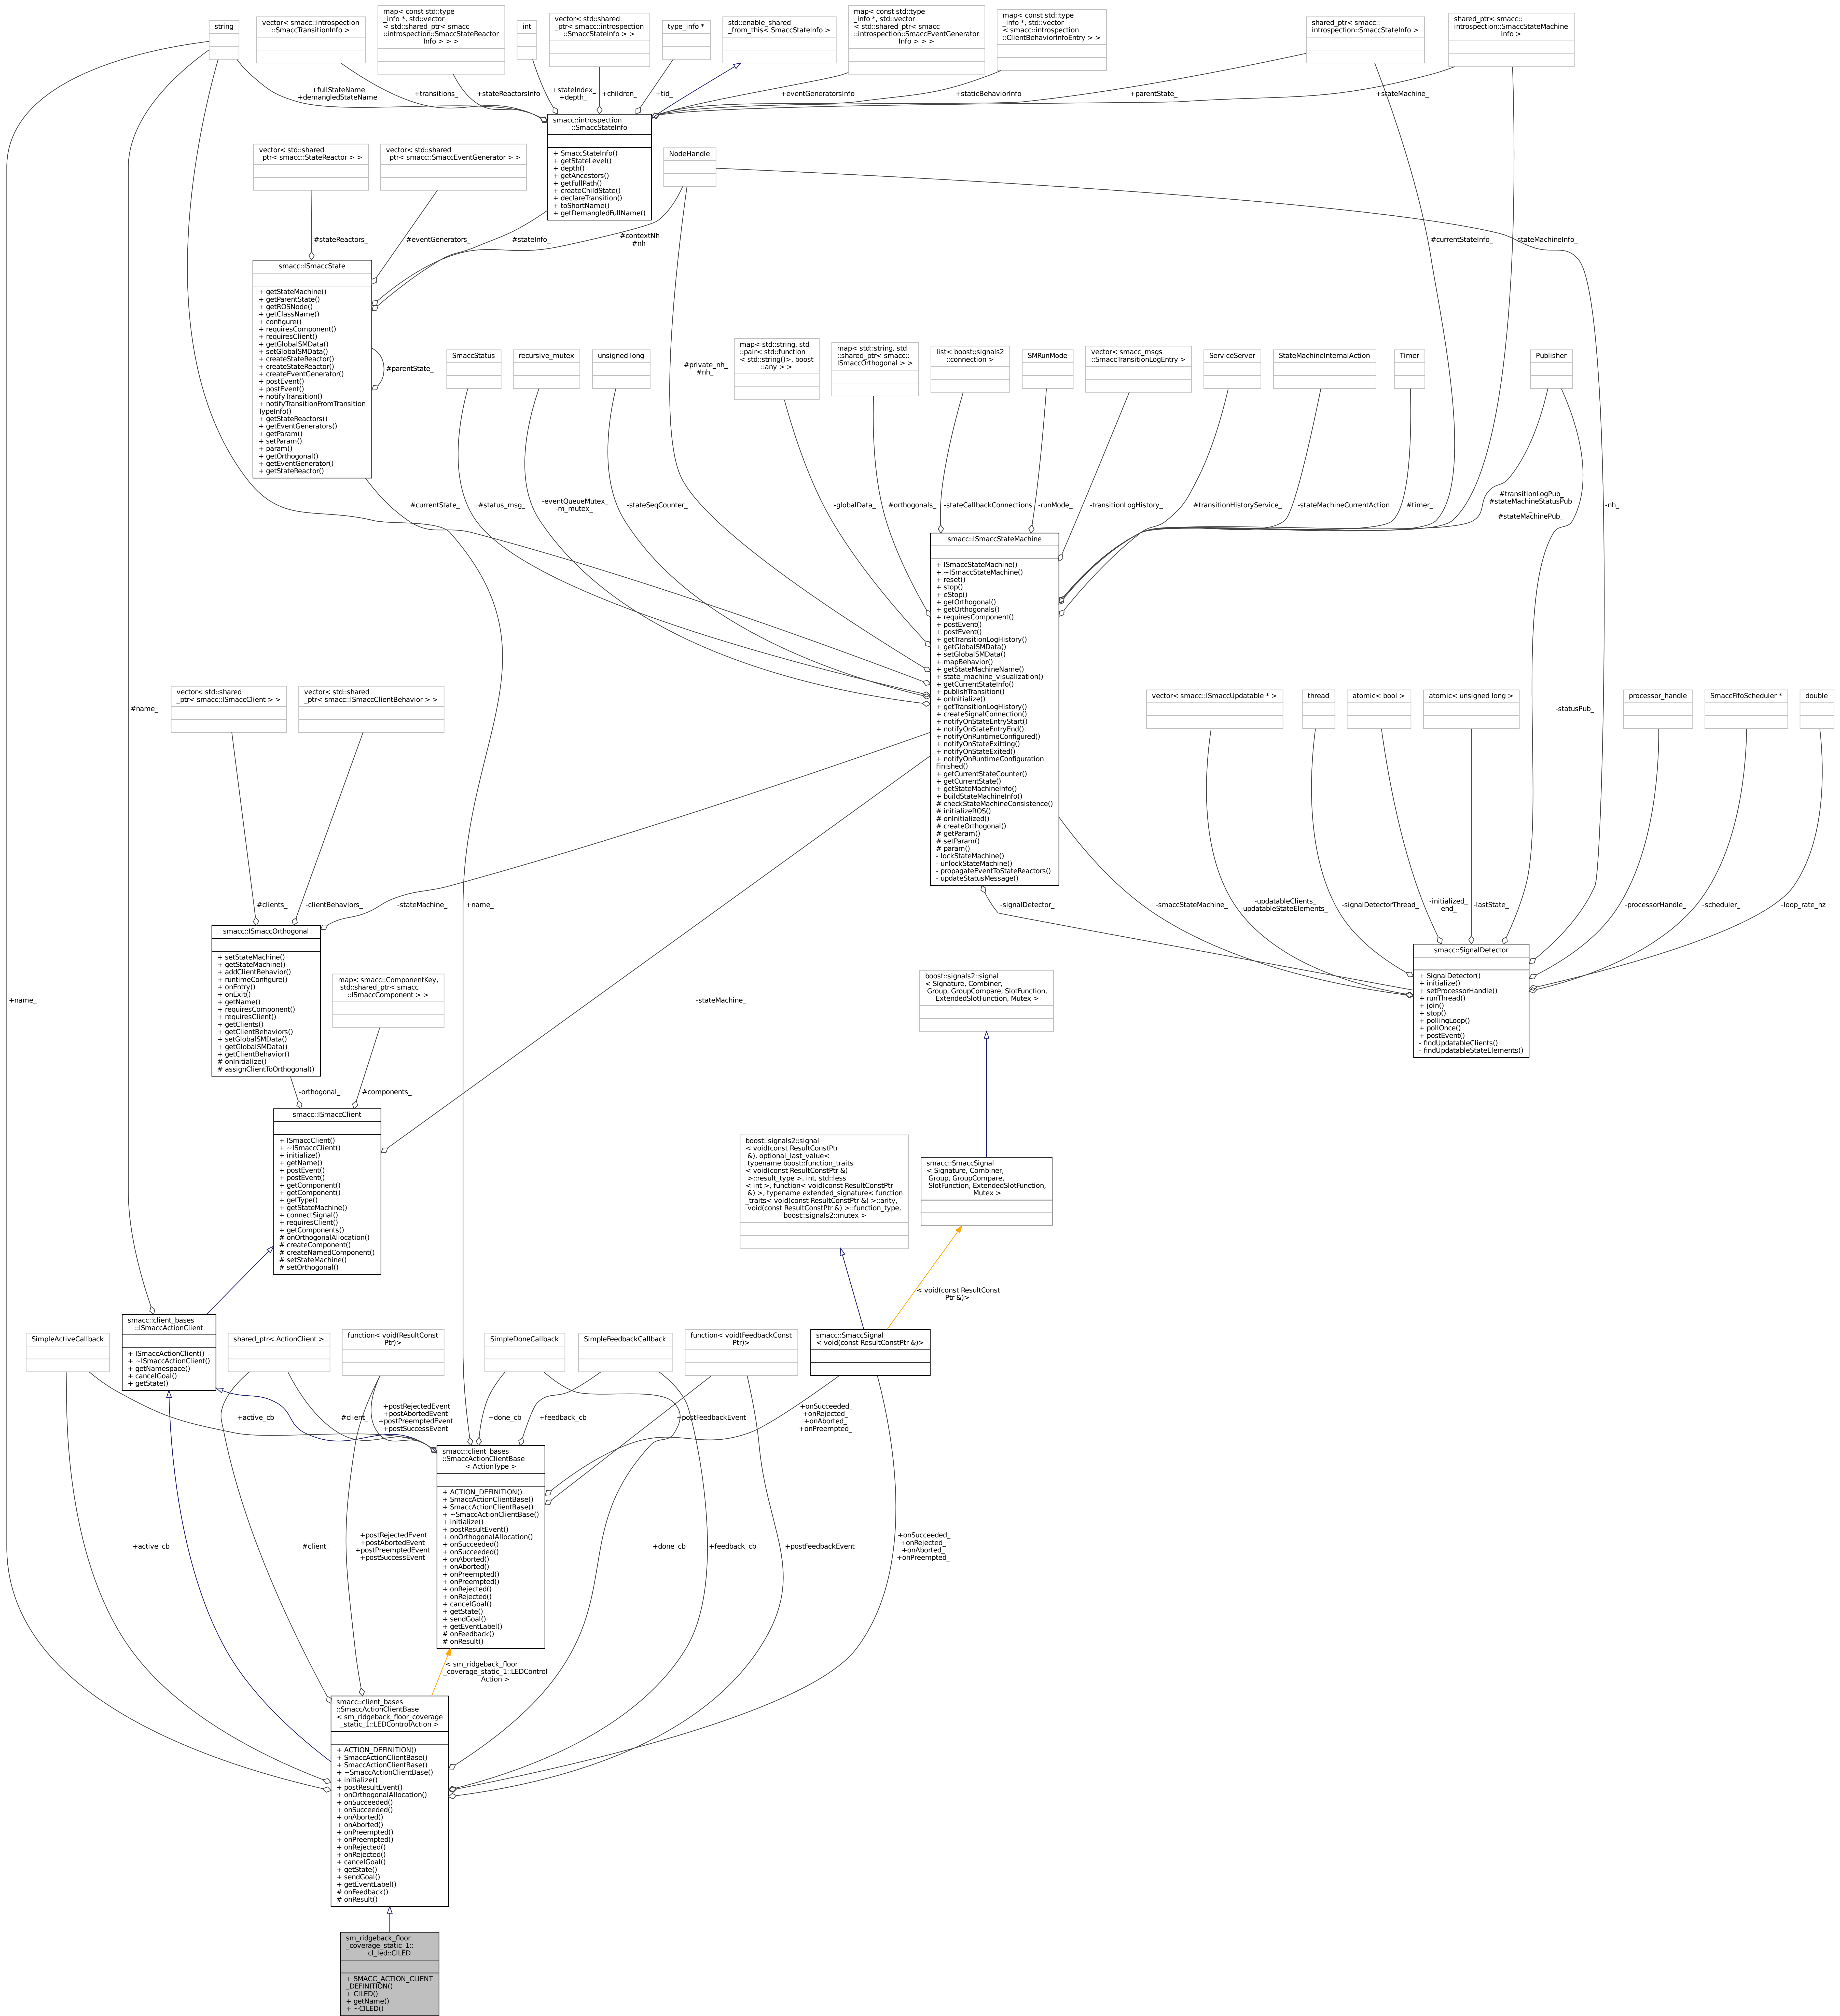 string
vector< smacc::introspection
::SmaccTransitionInfo >
map< const std::type
_info *, std::vector
< std::shared_ptr< smacc
::introspection::SmaccStateReactor
Info > > >
int
vector< std::shared
_ptr< smacc::introspection
::SmaccStateInfo > >
type_info *
std::enable_shared
_from_this< SmaccStateInfo >
map< const std::type
_info *, std::vector
< std::shared_ptr< smacc
::introspection::SmaccEventGenerator
Info > > >
map< const std::type
_info *, std::vector
< smacc::introspection
::ClientBehaviorInfoEntry > >
shared_ptr< smacc::
introspection::SmaccStateInfo >
shared_ptr< smacc::
introspection::SmaccStateMachine
Info >
+fullStateName
+demangledStateName
+transitions_
+stateReactorsInfo
+stateIndex_
+depth_
+children_
+tid_
+eventGeneratorsInfo
+staticBehaviorInfo
+parentState_
+stateMachine_
smacc::introspection
::SmaccStateInfo
+ SmaccStateInfo()
+ getStateLevel()
+ depth()
+ getAncestors()
+ getFullPath()
+ createChildState()
+ declareTransition()
+ toShortName()
+ getDemangledFullName()
vector< std::shared
_ptr< smacc::StateReactor > >
vector< std::shared
_ptr< smacc::SmaccEventGenerator > >
NodeHandle
#stateReactors_
#eventGenerators_
#stateInfo_
#contextNh
#nh
#currentStateInfo_
-stateMachineInfo_
smacc::ISmaccState
+ getStateMachine()
+ getParentState()
+ getROSNode()
+ getClassName()
+ configure()
+ requiresComponent()
+ requiresClient()
+ getGlobalSMData()
+ setGlobalSMData()
+ createStateReactor()
+ createStateReactor()
+ createEventGenerator()
+ postEvent()
+ postEvent()
+ notifyTransition()
+ notifyTransitionFromTransition
TypeInfo()
+ getStateReactors()
+ getEventGenerators()
+ getParam()
+ setParam()
+ param()
+ getOrthogonal()
+ getEventGenerator()
+ getStateReactor()
#parentState_
SmaccStatus
recursive_mutex
unsigned long
#private_nh_
#nh_
map< std::string, std
::pair< std::function
< std::string()>, boost
::any > >
map< std::string, std
::shared_ptr< smacc::
ISmaccOrthogonal > >
list< boost::signals2
::connection >
SMRunMode
vector< smacc_msgs
::SmaccTransitionLogEntry >
ServiceServer
StateMachineInternalAction
Timer
Publisher
#currentState_
#status_msg_
-eventQueueMutex_
-m_mutex_
-stateSeqCounter_
-globalData_
#orthogonals_
-stateCallbackConnections
-runMode_
-transitionLogHistory_
#transitionHistoryService_
-stateMachineCurrentAction
#timer_
#transitionLogPub_
#stateMachineStatusPub
_
#stateMachinePub_
-nh_
smacc::ISmaccStateMachine
+ ISmaccStateMachine()
+ ~ISmaccStateMachine()
+ reset()
+ stop()
+ eStop()
+ getOrthogonal()
+ getOrthogonals()
+ requiresComponent()
+ postEvent()
+ postEvent()
+ getTransitionLogHistory()
+ getGlobalSMData()
+ setGlobalSMData()
+ mapBehavior()
+ getStateMachineName()
+ state_machine_visualization()
+ getCurrentStateInfo()
+ publishTransition()
+ onInitialize()
+ getTransitionLogHistory()
+ createSignalConnection()
+ notifyOnStateEntryStart()
+ notifyOnStateEntryEnd()
+ notifyOnRuntimeConfigured()
+ notifyOnStateExitting()
+ notifyOnStateExited()
+ notifyOnRuntimeConfiguration
Finished()
+ getCurrentStateCounter()
+ getCurrentState()
+ getStateMachineInfo()
+ buildStateMachineInfo()
# checkStateMachineConsistence()
# initializeROS()
# onInitialized()
# createOrthogonal()
# getParam()
# setParam()
# param()
- lockStateMachine()
- unlockStateMachine()
- propagateEventToStateReactors()
- updateStatusMessage()
vector< std::shared
_ptr< smacc::ISmaccClient > >
vector< std::shared
_ptr< smacc::ISmaccClientBehavior > >
#name_
vector< smacc::ISmaccUpdatable * >
thread
atomic< bool >
atomic< unsigned long >
-statusPub_
processor_handle
SmaccFifoScheduler *
double
#clients_
-clientBehaviors_
-stateMachine_
+name_
-signalDetector_
-smaccStateMachine_
-updatableClients_
-updatableStateElements_
-signalDetectorThread_
-initialized_
-end_
-lastState_
-processorHandle_
-scheduler_
-loop_rate_hz
smacc::ISmaccOrthogonal
+ setStateMachine()
+ getStateMachine()
+ addClientBehavior()
+ runtimeConfigure()
+ onEntry()
+ onExit()
+ getName()
+ requiresComponent()
+ requiresClient()
+ getClients()
+ getClientBehaviors()
+ setGlobalSMData()
+ getGlobalSMData()
+ getClientBehavior()
# onInitialize()
# assignClientToOrthogonal()
smacc::SignalDetector
+ SignalDetector()
+ initialize()
+ setProcessorHandle()
+ runThread()
+ join()
+ stop()
+ pollingLoop()
+ pollOnce()
+ postEvent()
- findUpdatableClients()
- findUpdatableStateElements()
map< smacc::ComponentKey,
std::shared_ptr< smacc
::ISmaccComponent > >
boost::signals2::signal
< Signature, Combiner,
Group, GroupCompare, SlotFunction,
ExtendedSlotFunction, Mutex >
+name_
-stateMachine_
-orthogonal_
#components_
smacc::ISmaccClient
+ ISmaccClient()
+ ~ISmaccClient()
+ initialize()
+ getName()
+ postEvent()
+ postEvent()
+ getComponent()
+ getComponent()
+ getType()
+ getStateMachine()
+ connectSignal()
+ requiresClient()
+ getComponents()
# onOrthogonalAllocation()
# createComponent()
# createNamedComponent()
# setStateMachine()
# setOrthogonal()
boost::signals2::signal
< void(const ResultConstPtr
&), optional_last_value<
typename boost::function_traits
< void(const ResultConstPtr &)
>::result_type >, int, std::less
< int >, function< void(const ResultConstPtr
&) >, typename extended_signature< function
_traits< void(const ResultConstPtr &) >::arity,
void(const ResultConstPtr &) >::function_type,
boost::signals2::mutex >
smacc::SmaccSignal
< Signature, Combiner,
Group, GroupCompare,
SlotFunction, ExtendedSlotFunction,
Mutex >
< void(const ResultConst
Ptr &)>
smacc::client_bases
::ISmaccActionClient
+ ISmaccActionClient()
+ ~ISmaccActionClient()
+ getNamespace()
+ cancelGoal()
+ getState()
SimpleActiveCallback
shared_ptr< ActionClient >
function< void(ResultConst
Ptr)>
SimpleDoneCallback
SimpleFeedbackCallback
function< void(FeedbackConst
Ptr)>
smacc::SmaccSignal
< void(const ResultConstPtr &)>
+active_cb
#client_
+postRejectedEvent
+postAbortedEvent
+postPreemptedEvent
+postSuccessEvent
+done_cb
+feedback_cb
+postFeedbackEvent
+onSucceeded_
+onRejected_
+onAborted_
+onPreempted_
smacc::client_bases
::SmaccActionClientBase
< ActionType >
+ ACTION_DEFINITION()
+ SmaccActionClientBase()
+ SmaccActionClientBase()
+ ~SmaccActionClientBase()
+ initialize()
+ postResultEvent()
+ onOrthogonalAllocation()
+ onSucceeded()
+ onSucceeded()
+ onAborted()
+ onAborted()
+ onPreempted()
+ onPreempted()
+ onRejected()
+ onRejected()
+ cancelGoal()
+ getState()
+ sendGoal()
+ getEventLabel()
# onFeedback()
# onResult()
+active_cb
#client_
+postRejectedEvent
+postAbortedEvent
+postPreemptedEvent
+postSuccessEvent
+done_cb
+feedback_cb
+postFeedbackEvent
+onSucceeded_
+onRejected_
+onAborted_
+onPreempted_
< sm_ridgeback_floor
_coverage_static_1::LEDControl
Action >
smacc::client_bases
::SmaccActionClientBase
< sm_ridgeback_floor_coverage
_static_1::LEDControlAction >
+ ACTION_DEFINITION()
+ SmaccActionClientBase()
+ SmaccActionClientBase()
+ ~SmaccActionClientBase()
+ initialize()
+ postResultEvent()
+ onOrthogonalAllocation()
+ onSucceeded()
+ onSucceeded()
+ onAborted()
+ onAborted()
+ onPreempted()
+ onPreempted()
+ onRejected()
+ onRejected()
+ cancelGoal()
+ getState()
+ sendGoal()
+ getEventLabel()
# onFeedback()
# onResult()
sm_ridgeback_floor
_coverage_static_1::
cl_led::ClLED
+ SMACC_ACTION_CLIENT
_DEFINITION()
+ ClLED()
+ getName()
+ ~ClLED()